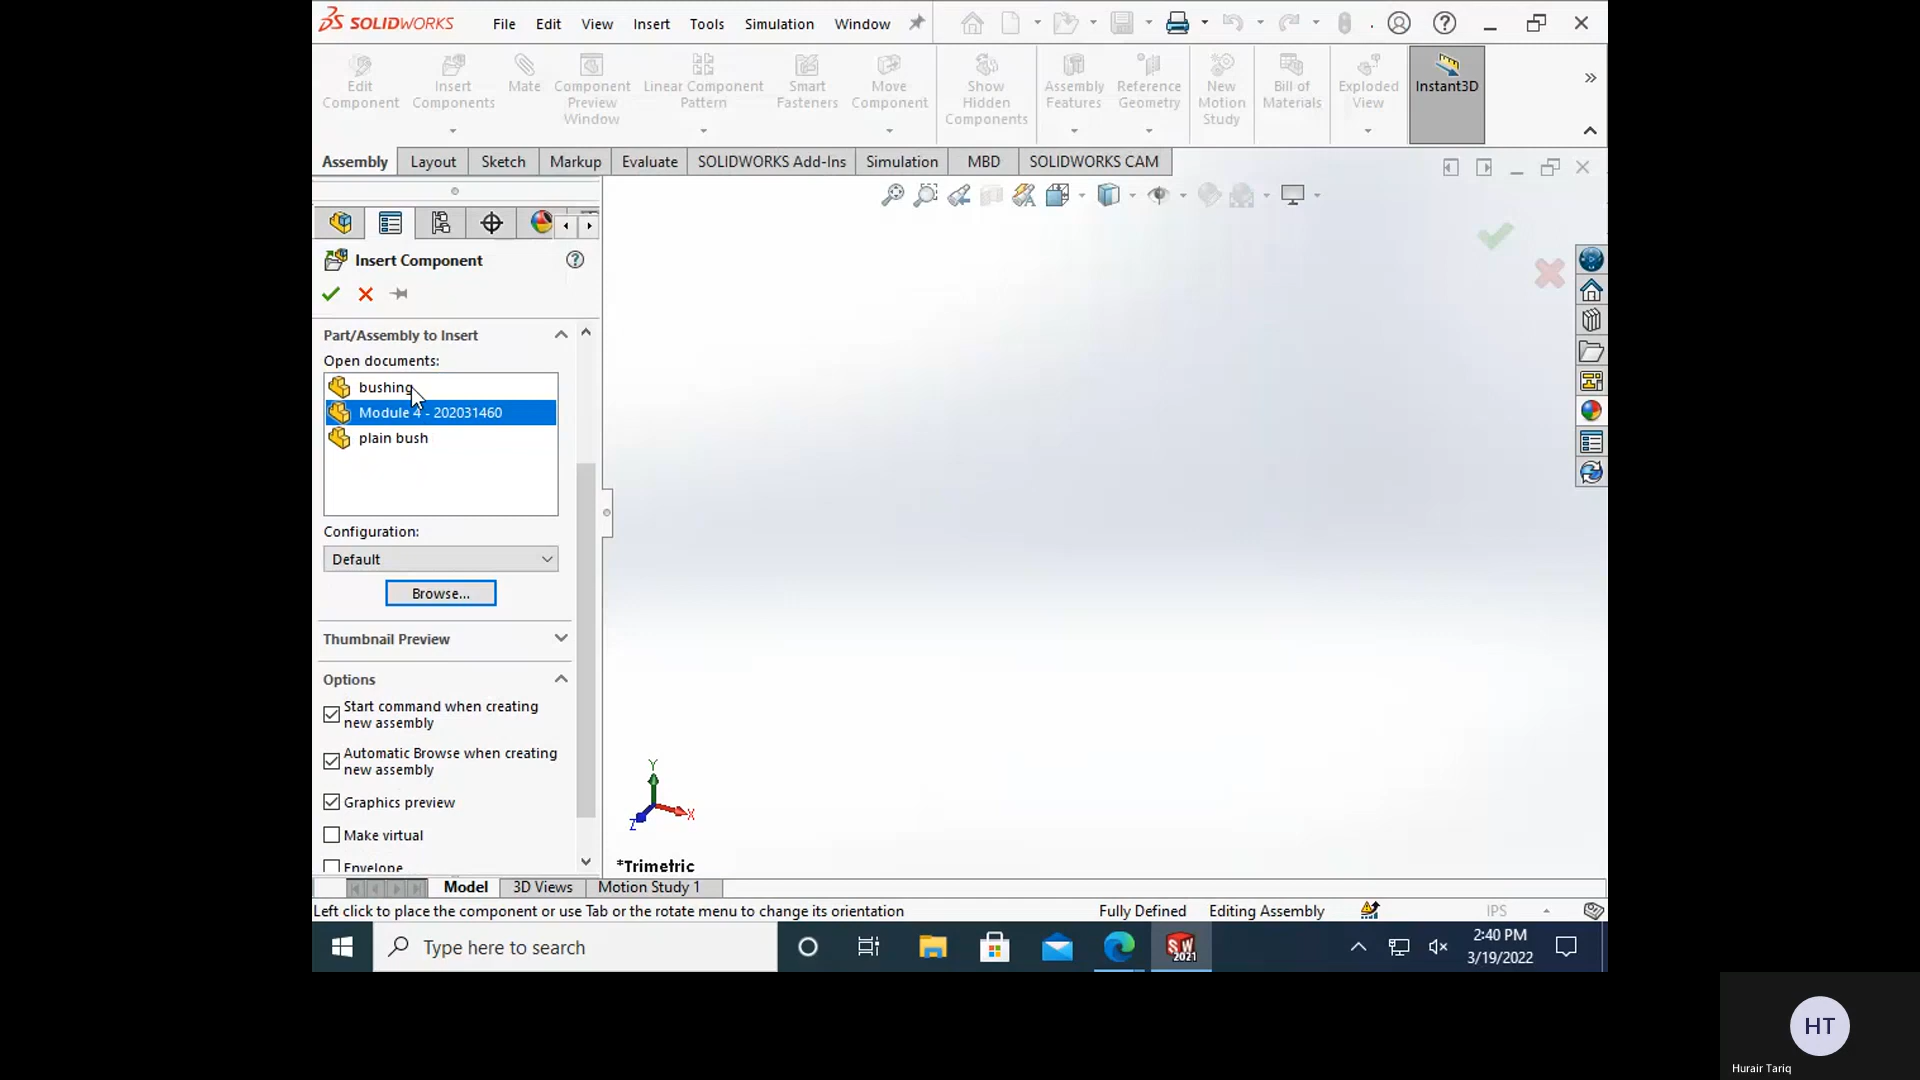 SOLIDWORKS File Edit View Insert Tools Simulation Window
Edit Component
Insert Components
Mate
Component Preview Window
Linear Component Pattern
Smart Fasteners
Move Component
Show Hidden Components
Assembly Features
Reference Geometry
New Motion Study
Bill of Materials
Exploded View
Instant3D
Assembly Layout Sketch Markup Evaluate SOLIDWORKS Add-Ins Simulation MBD SOLIDWORKS CAM
Insert Component
Part/Assembly to Insert
Open documents:
bushing
Module 4 - 202031460
plain bush
Configuration:
Default
Browse...
Thumbnail Preview
Options
Start command when creating
new assembly
Automatic Browse when creating
new assembly
Graphics preview
Make virtual
Envelope
Y
X
Z
*Trimetric
Model 3D Views Motion Study 1
Left click to place the component or use Tab or the rotate menu to change its orientation Fully Defined Editing Assembly IPS
Type here to search
SW
2021
2:40 PM
3/19/2022
HT
Hurair Tariq